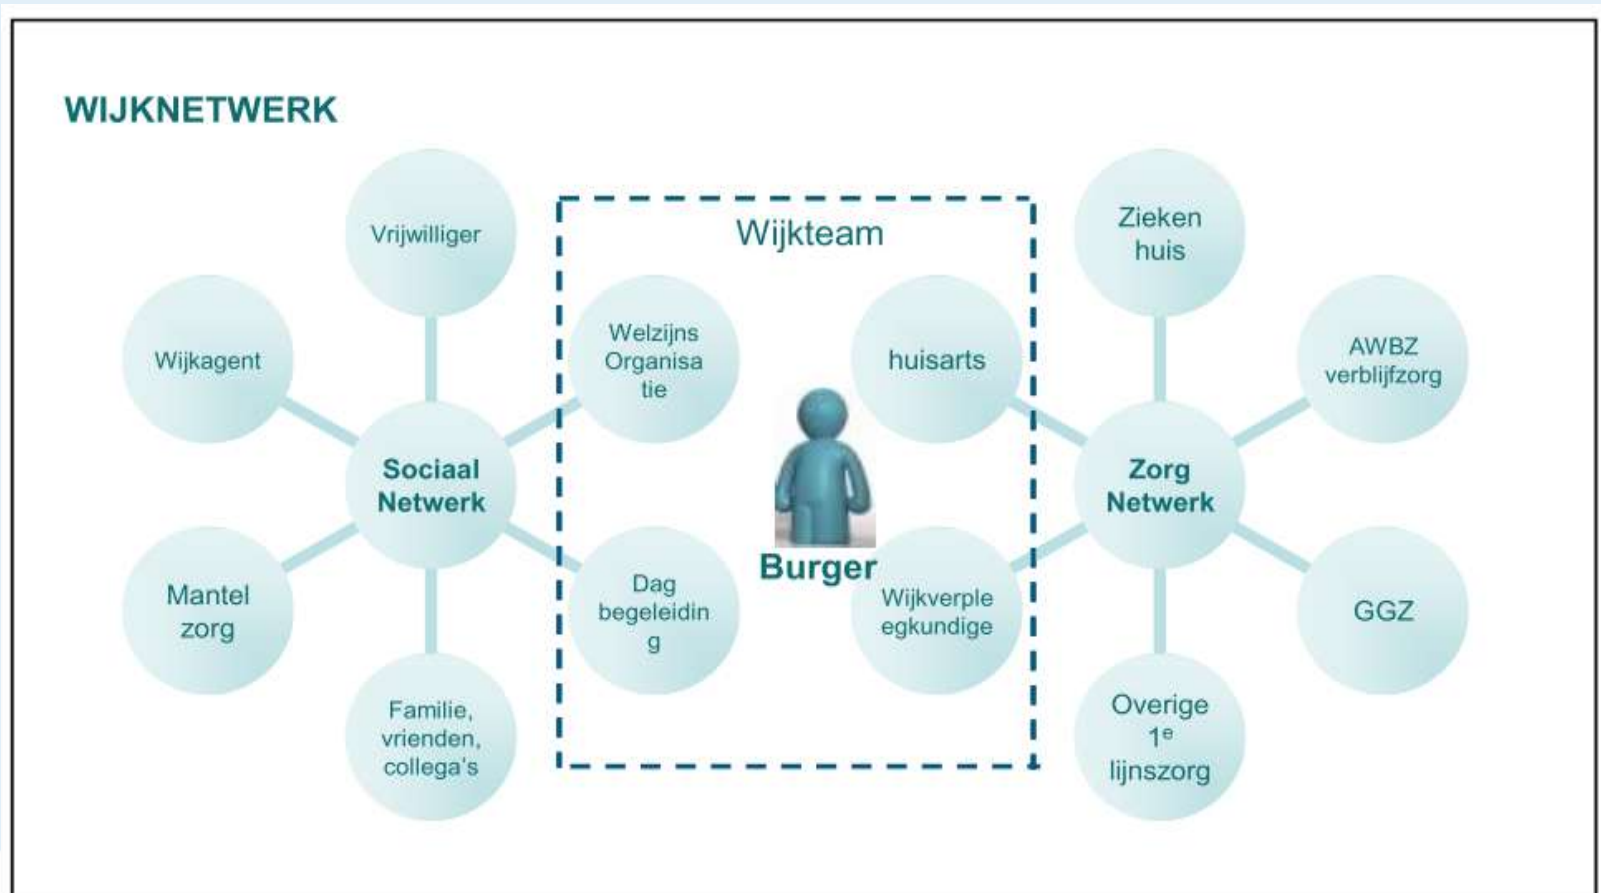 WIJKNETWERK
Vrijwilliger
Wijkagent
Sociaal
Netwerk
Mantel
zorg
Familie,
vrienden,
collega's
Wijkteam
Welzijns
Organisa
tie
Dag
begeleidin
g
Burger
huisarts
Wijkverple
egkundige
Zieken
huis
AWBZ
verblijfzorg
Zorg
Netwerk
GGZ
Overige
1e
lijnszorg